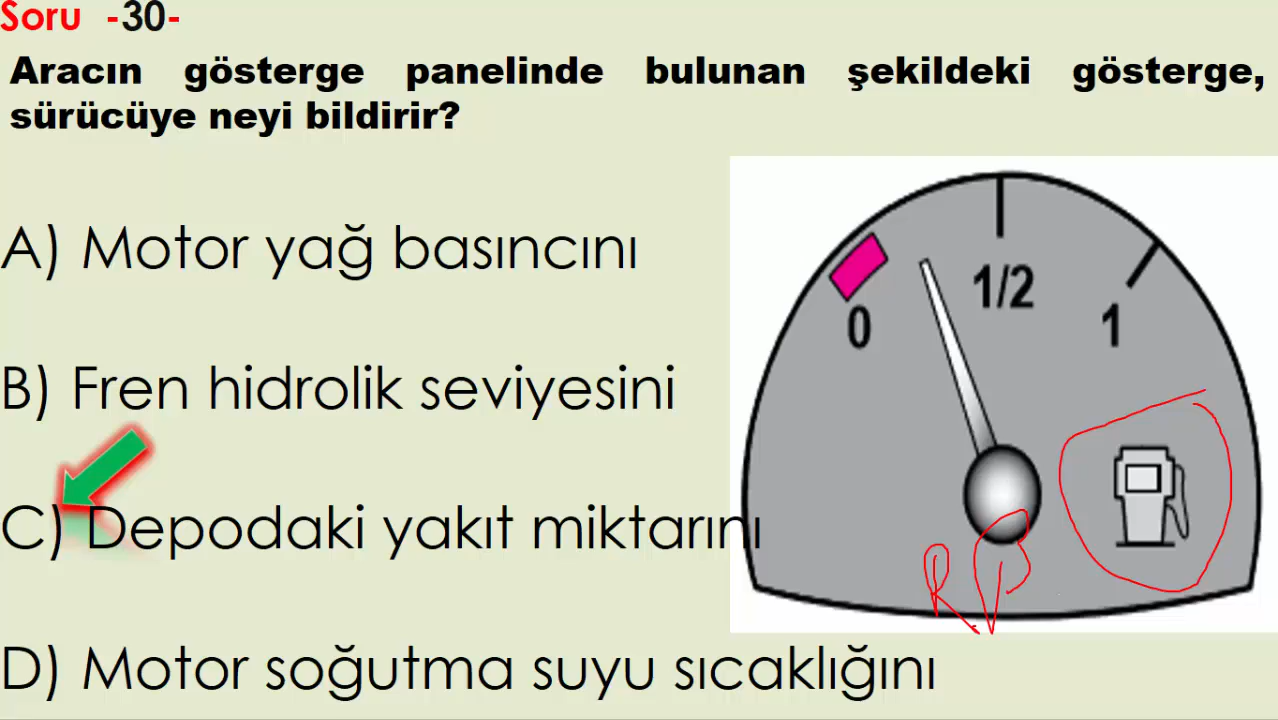 Soru -30-
Aracın gösterge panelinde bulunan şekildeki gösterge,
sürücüye neyi bildirir?
A) Motor yağ basıncını
B) Fren hidrolik seviyesini
C) Depodaki yakıt miktarını
D) Motor soğutma suyu sıcaklığını
0
1/2
1